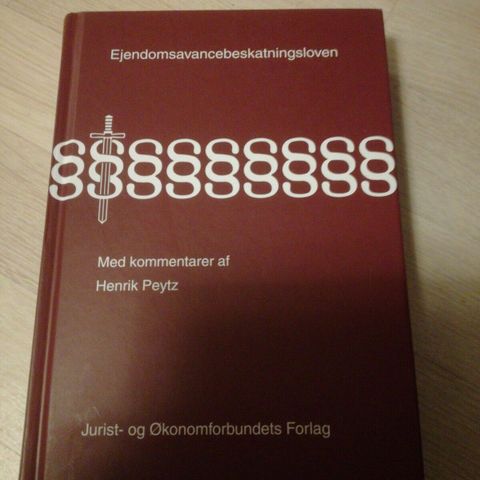 Ejendomsavancebeskatningsloven
§§§§§§§§§
Med kommentarer af
Henrik Peytz
Jurist- og Økonomforbundets Forlag